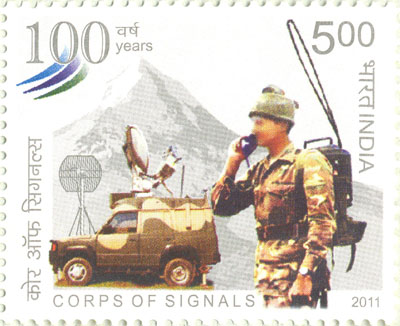 100 वर्ष
years
5.00
भारत INDIA
कोर ऑफ सिगनल्स
CORPS OF SIGNALS
2011